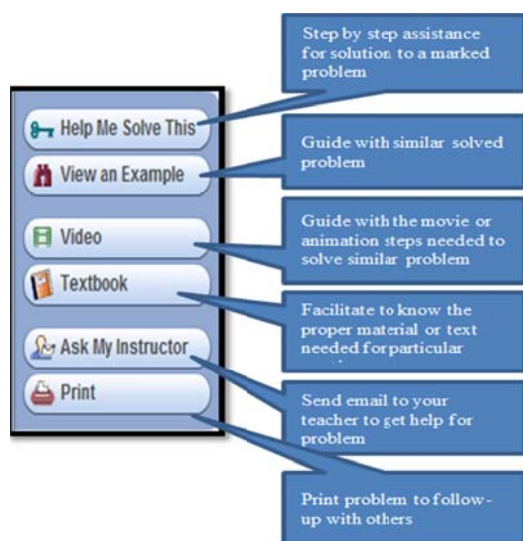 Step by step assistance
for solution to a marked
problem
Help Me Solve This
View an Example
Guide with similar solved
problem
Video
Guide with the movie or
animation steps needed to
solve similar problem
Textbook
Facilitate to know the
proper material or text
needed for particular
Ask My Instructor
Send email to your
teacher to get help for
problem
Print
Print problem to follow-
up with others